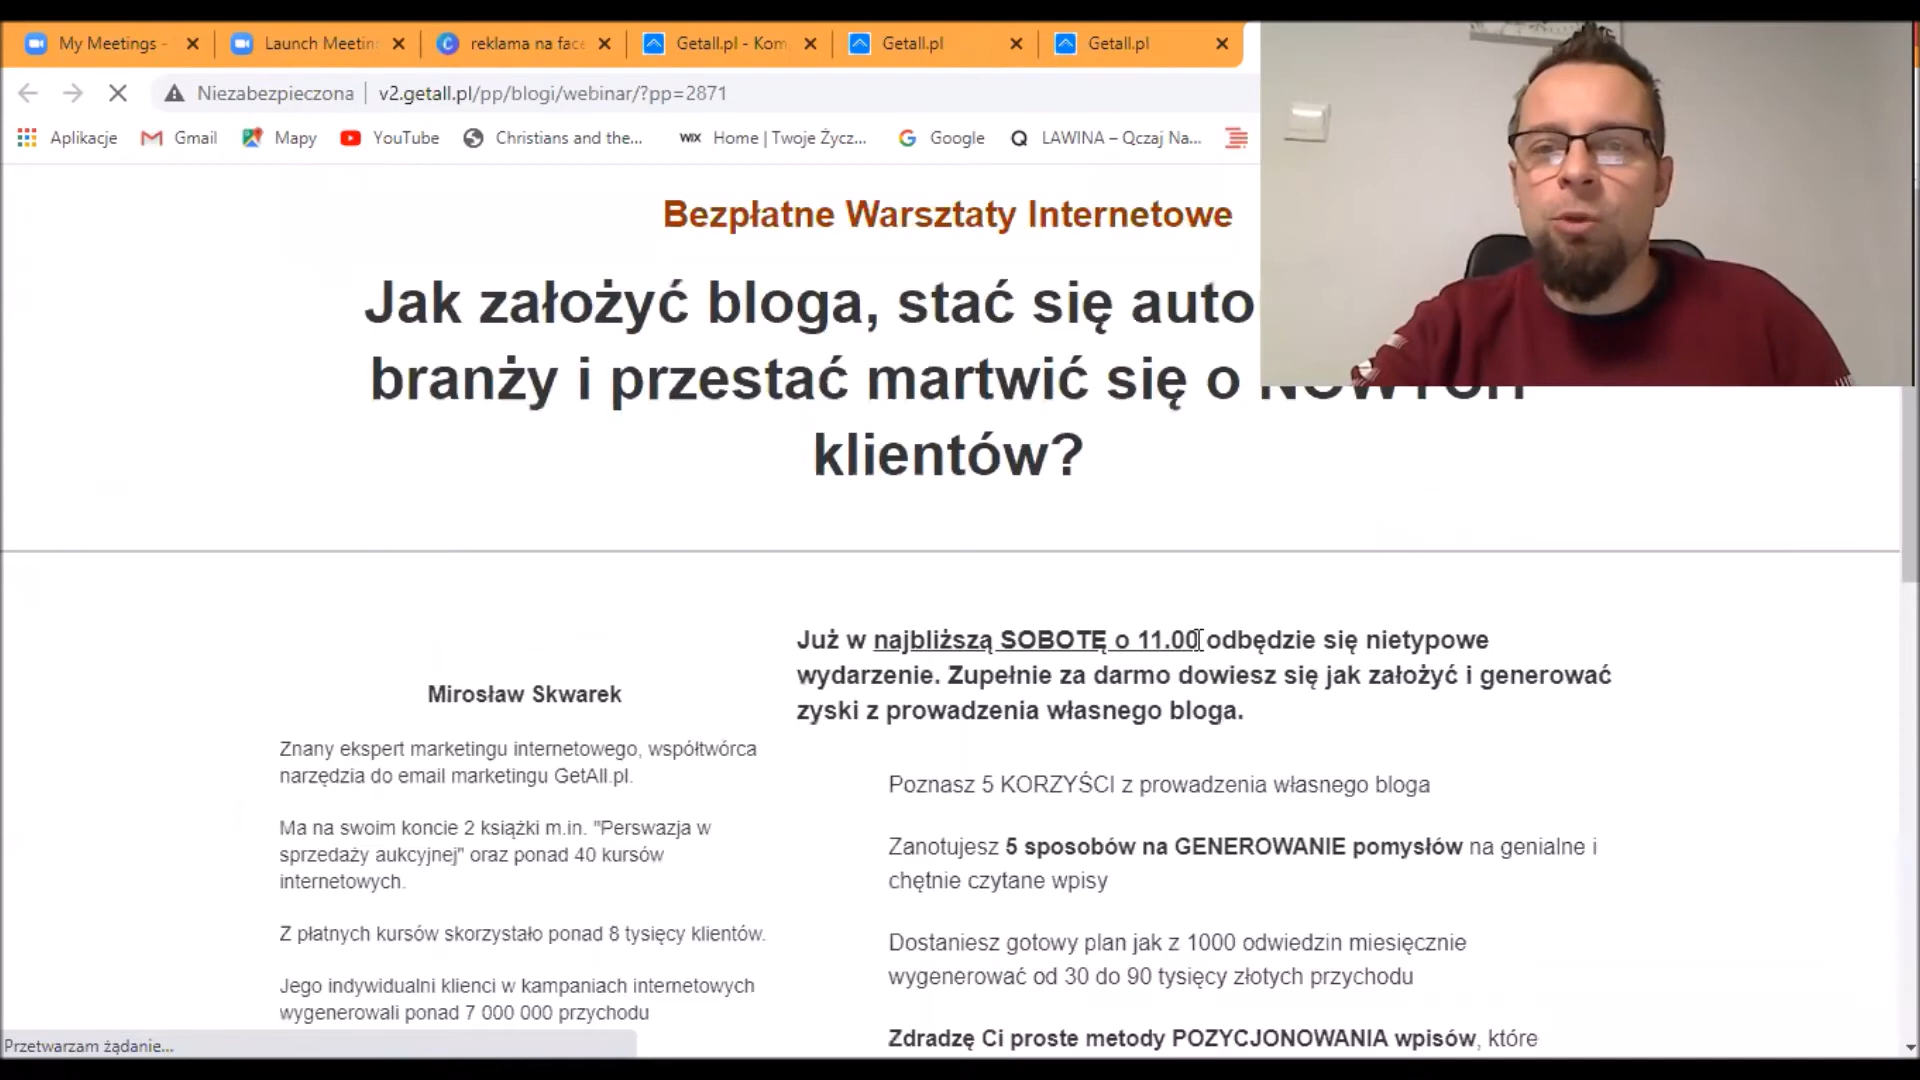 My Meetings -
Launch Meetin
reklama na fac
Getall.pl - Kom
Getall.pl
Getall.pl
Niezabezpieczona | v2.getall.pl/pp/blogi/webinar/?pp=2871
Aplikacje
Gmail
Mapy
YouTube
Christians and the...
WIX Home | Twoje Życz...
Google
LAWINA – Qczaj Na...
Bezpłatne Warsztaty Internetowe
Jak założyć bloga, stać się auto
branży i przestać martwić się o NOWYCH
klientów?
Mirosław Skwarek
Znany ekspert marketingu internetowego, współtwórca
narzędzia do email marketingu GetAll.pl.
Ma na swoim koncie 2 książki m.in. "Perswazja w
sprzedaży aukcyjnej" oraz ponad 40 kursów
internetowych.
Z płatnych kursów skorzystało ponad 8 tysięcy klientów.
Jego indywidualni klienci w kampaniach internetowych
wygenerowali ponad 7 000 000 przychodu
Już w najbliższą SOBOTĘ o 11.00 odbędzie się nietypowe
wydarzenie. Zupełnie za darmo dowiesz się jak założyć i generować
zyski z prowadzenia własnego bloga.
Poznasz 5 KORZYŚCI z prowadzenia własnego bloga
Zanotujesz 5 sposobów na GENEROWANIE pomysłów na genialne i
chętnie czytane wpisy
Dostaniesz gotowy plan jak z 1000 odwiedzin miesięcznie
wygenerować od 30 do 90 tysięcy złotych przychodu
Zdradzę Ci proste metody POZYCJONOWANIA wpisów, które
Przetwarzam żądanie...